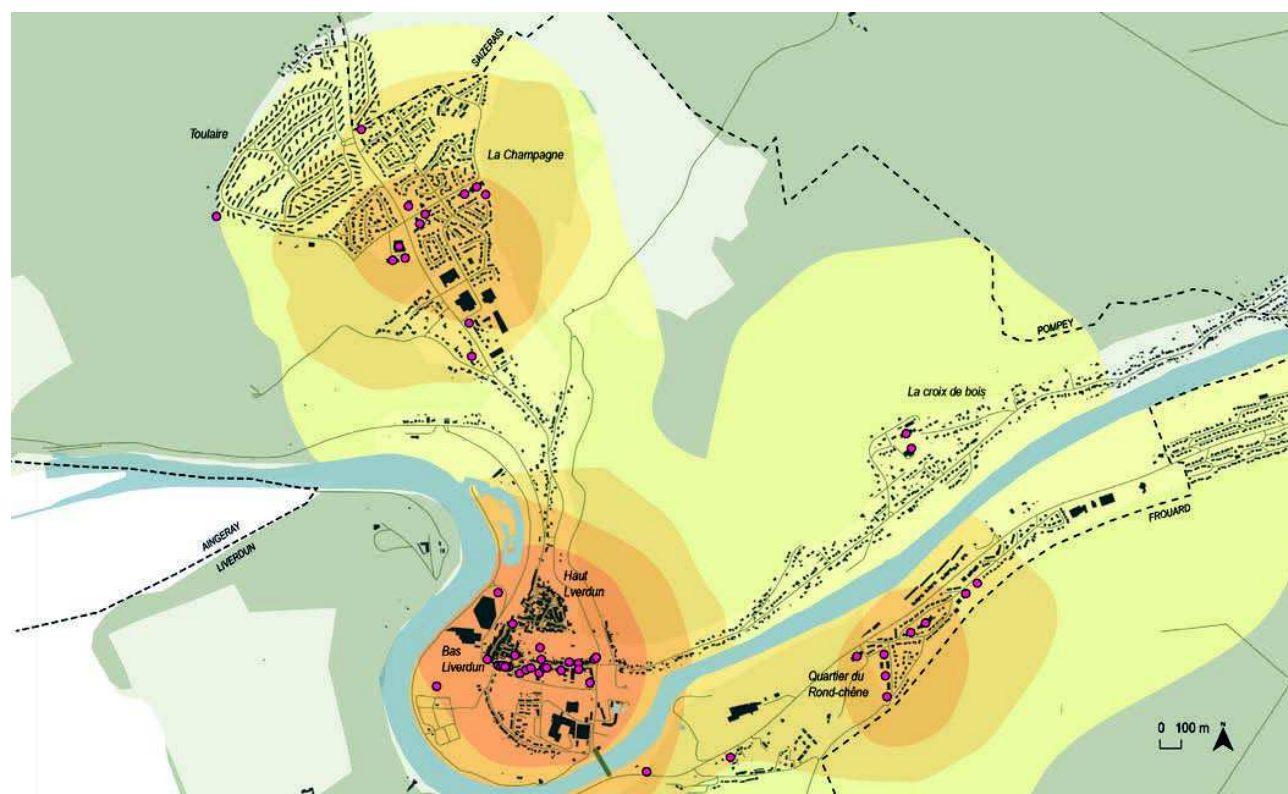 SAIZERAIS
Toulaire
La Champagne
POMPEY
La croix de bois
AINGERAY
LIVERDUN
FROUARD
Haut
Lverdun
Bas
Liverdun
Quartier du
Rond-chêne
0 100 m
N